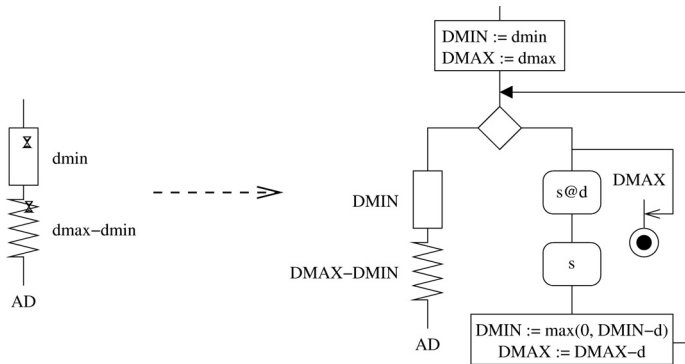 dmin
dmax−dmin
AD
DMIN := dmin
DMAX := dmax
DMIN
DMAX−DMIN
AD
s@d
s
DMAX
DMIN := max(0, DMIN−d)
DMAX := DMAX−d